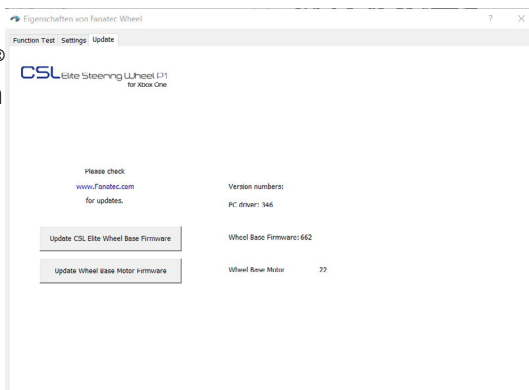 Eigenschaften von Fanatec Wheel
?
X
Function Test Settings Update
CSL Elite Steering Wheel P1
for Xbox One
Please check
www.Fanatec.com
for updates.
Version numbers:
PC driver: 346
Update CSL Elite Wheel Base Firmware
Wheel Base Firmware: 662
Update Wheel Base Motor Firmware
Wheel Base Motor 22